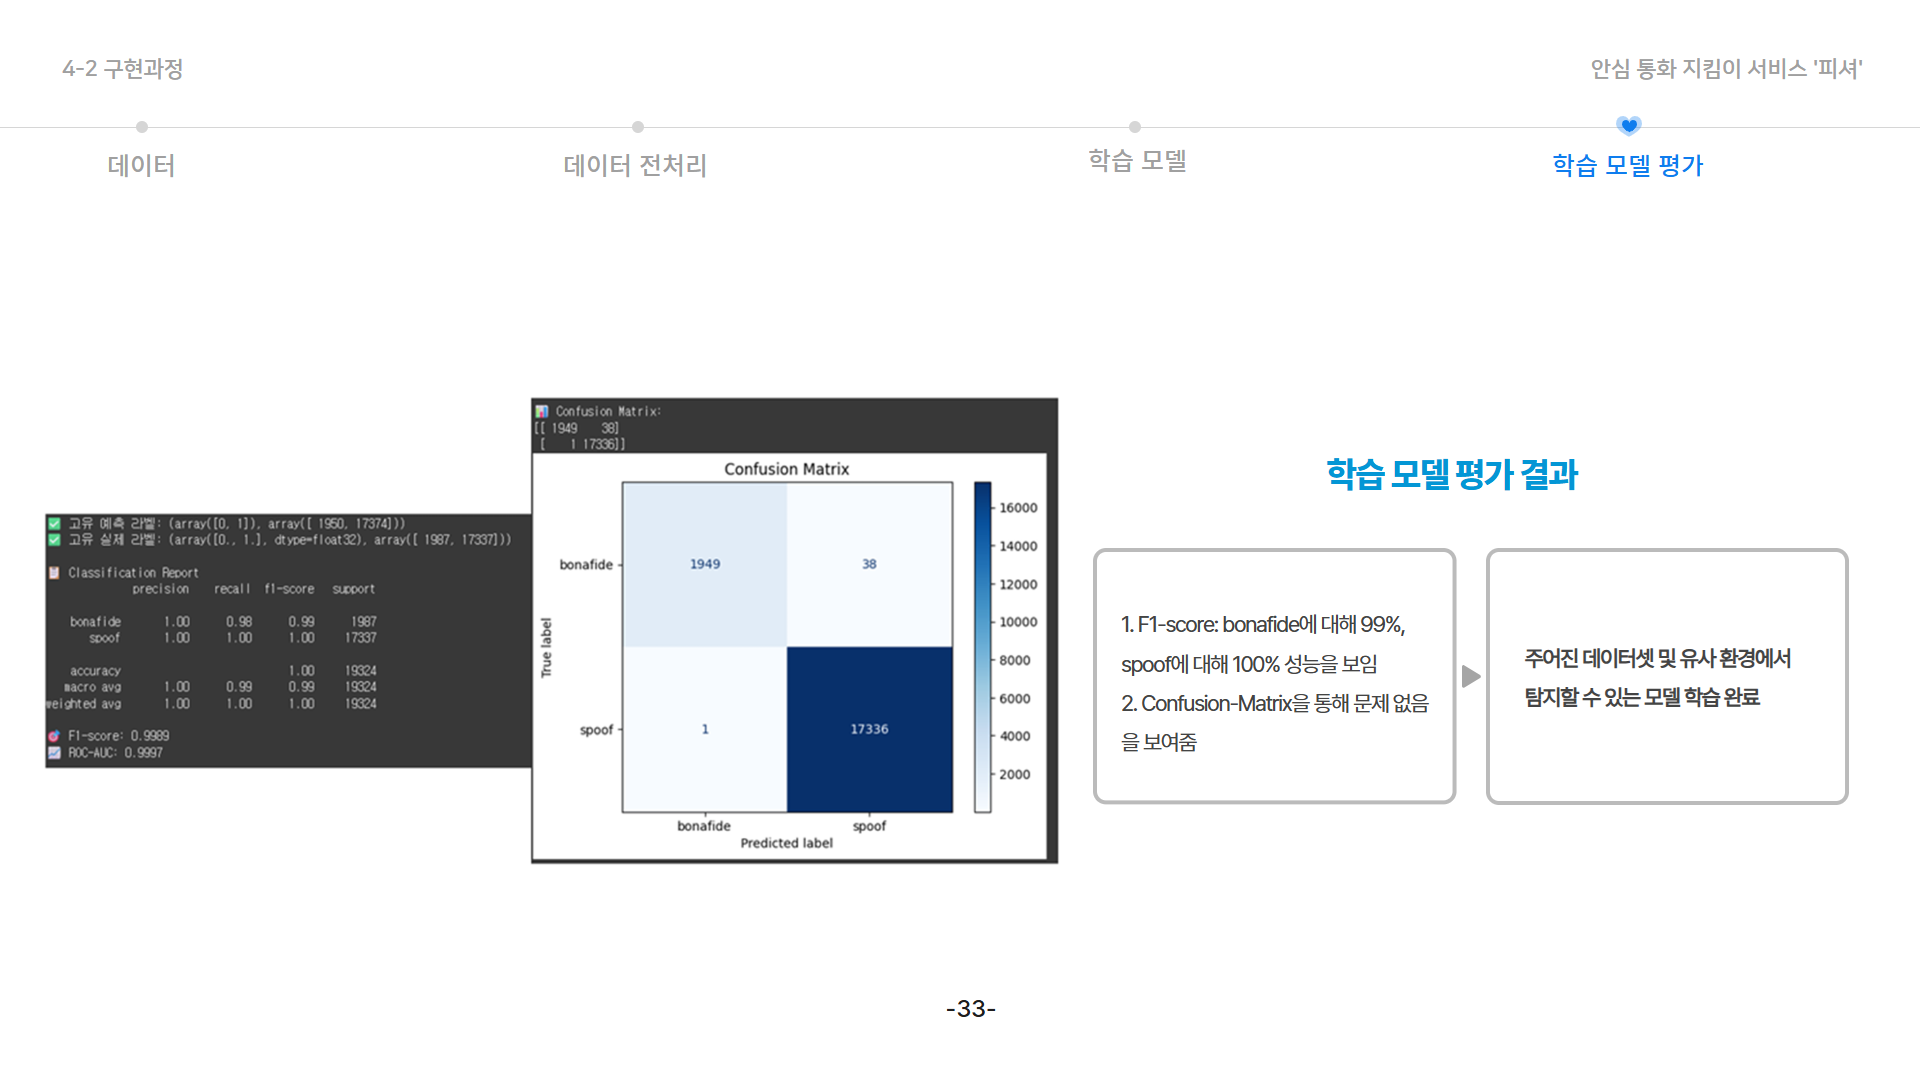 4-2 구현과정
안심 통화 지킴이 서비스 '피셔'
데이터
데이터 전처리
학습 모델
학습 모델 평가
✅ 고유 예측 라벨: (array([0, 1]), array([ 1950, 17374]))
✅ 고유 실제 라벨: (array([0., 1.], dtype=float32), array([ 1987, 17337]))
📋 Classification Report
precision recall f1-score support
bonafide 1.00 0.98 0.99 1987
spoof 1.00 1.00 1.00 17337
accuracy 1.00 19324
macro avg 1.00 0.99 0.99 19324
weighted avg 1.00 1.00 1.00 19324
🎯 F1-score: 0.9989
📈 ROC-AUC: 0.9997
📊 Confusion Matrix:
[[ 1949 38]
[ 1 17336]]
Confusion Matrix
True label
bonafide
spoof
1949
38
1
17336
bonafide
spoof
Predicted label
16000
14000
12000
10000
8000
6000
4000
2000
학습 모델 평가 결과
1. F1-score: bonafide에 대해 99%,
spoof에 대해 100% 성능을 보임
2. Confusion-Matrix을 통해 문제 없음
을 보여줌
주어진 데이터셋 및 유사 환경에서
탐지할 수 있는 모델 학습 완료
-33-